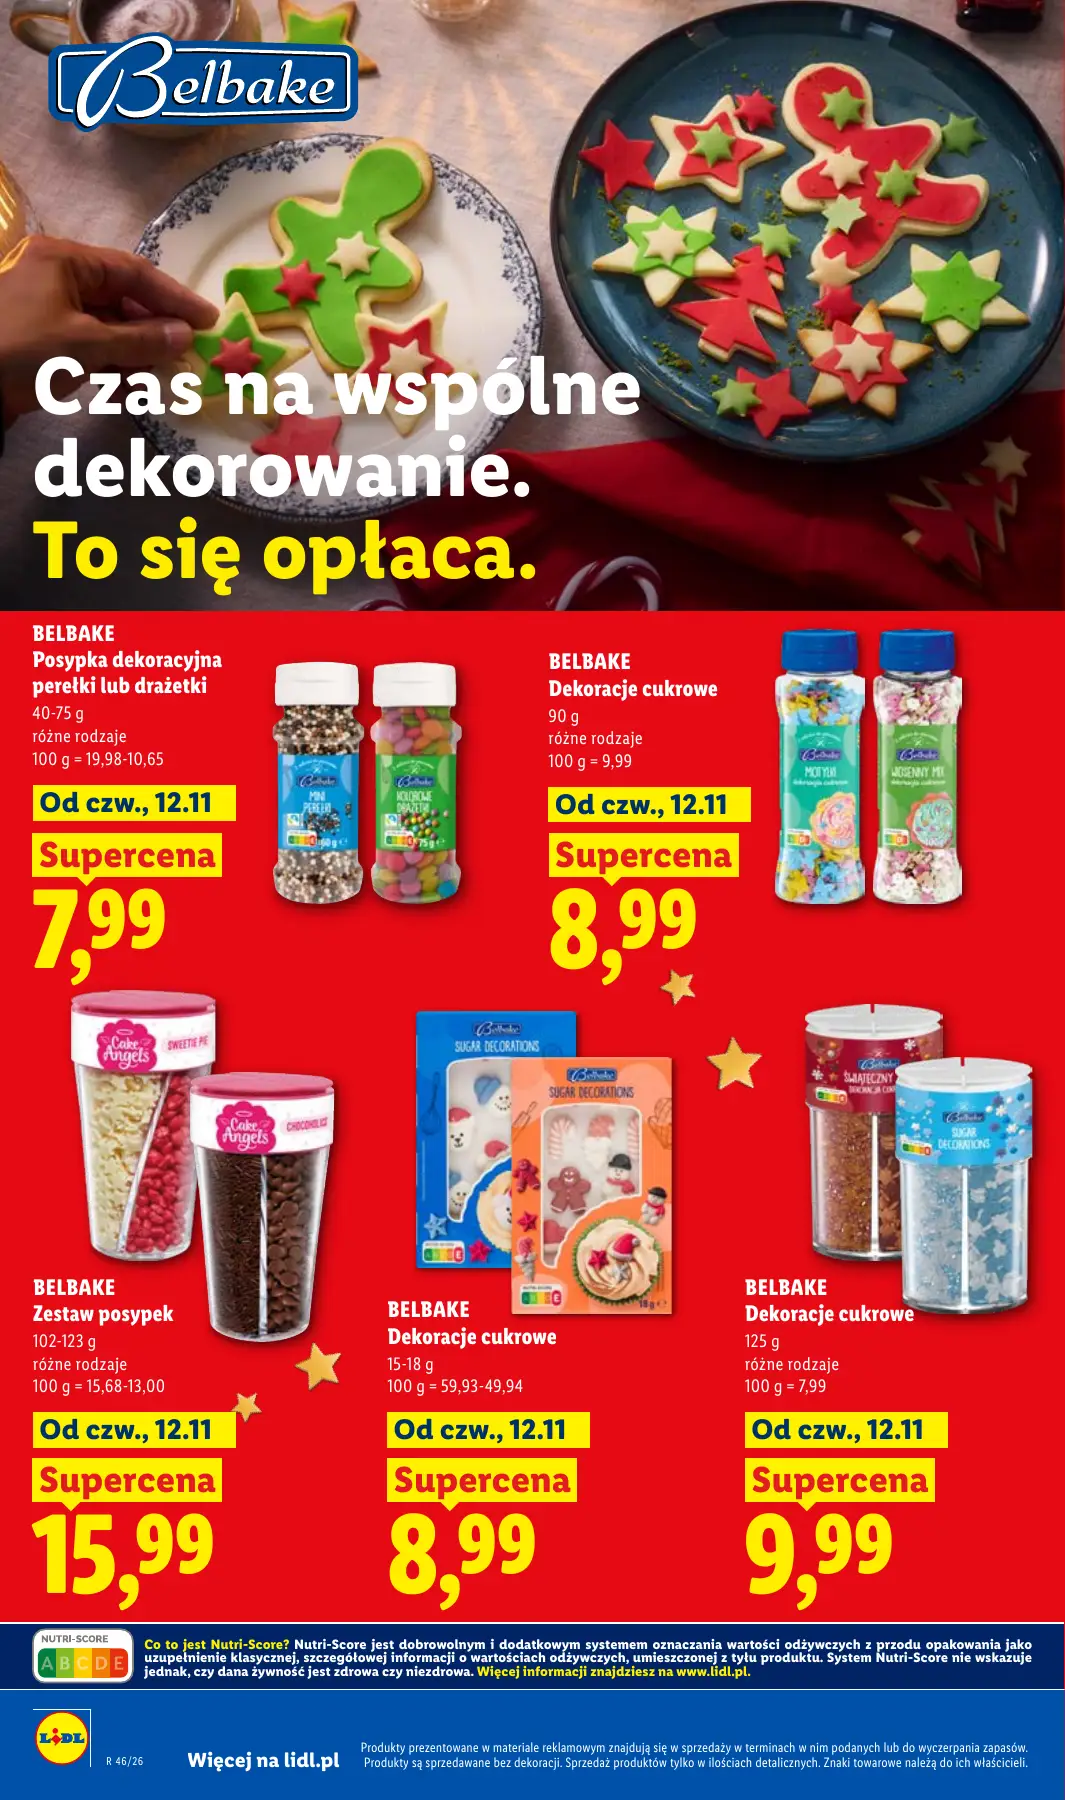 Belbake
Czas na wspólne
dekorowanie.
To się opłaca.
BELBAKE
Posypka dekoracyjna
perełki lub drażetki
40-75 g
różne rodzaje
100 g = 19,98-10,65
Od czw., 12.11
Supercena
7,99
Belbake
MINI
PEREŁKI
60 g
Belbake
KOLOROWE
DRAŻETKI
75 g
BELBAKE
Dekoracje cukrowe
90 g
różne rodzaje
100 g = 9,99
Od czw., 12.11
Supercena
8,99
Belbake
MOTYLKI
Belbake
WIOSENNY MIX
Cake
Angels
SWEETIE PIE
Cake
Angels
CHOCOHOLICZ
BELBAKE
Zestaw posypek
102-123 g
różne rodzaje
100 g = 15,68-13,00
Od czw., 12.11
Supercena
15,99
Belbake
SUGAR DECORATIONS
Belbake
SUGAR DECORATIONS
18 g
BELBAKE
Dekoracje cukrowe
15-18 g
100 g = 59,93-49,94
Od czw., 12.11
Supercena
8,99
Belbake
ŚWIĄTECZNY
Belbake
SUGAR
DECORATIONS
BELBAKE
Dekoracje cukrowe
125 g
różne rodzaje
100 g = 7,99
Od czw., 12.11
Supercena
9,99
NUTRI-SCORE
A B C D E
Co to jest Nutri-Score? Nutri-Score jest dobrowolnym i dodatkowym systemem oznaczania wartości odżywczych z przodu opakowania jako
uzupełnienie klasycznej, szczegółowej informacji o wartościach odżywczych, umieszczonej z tyłu produktu. System Nutri-Score nie wskazuje
jednak, czy dana żywność jest zdrowa czy niezdrowa. Więcej informacji znajdziesz na www.lidl.pl.
LIDL
R 46/26
Więcej na lidl.pl
Produkty prezentowane w materiale reklamowym znajdują się w sprzedaży w terminach w nim podanych lub do wyczerpania zapasów.
Produkty są sprzedawane bez dekoracji. Sprzedaż produktów tylko w ilościach detalicznych. Znaki towarowe należą do ich właścicieli.